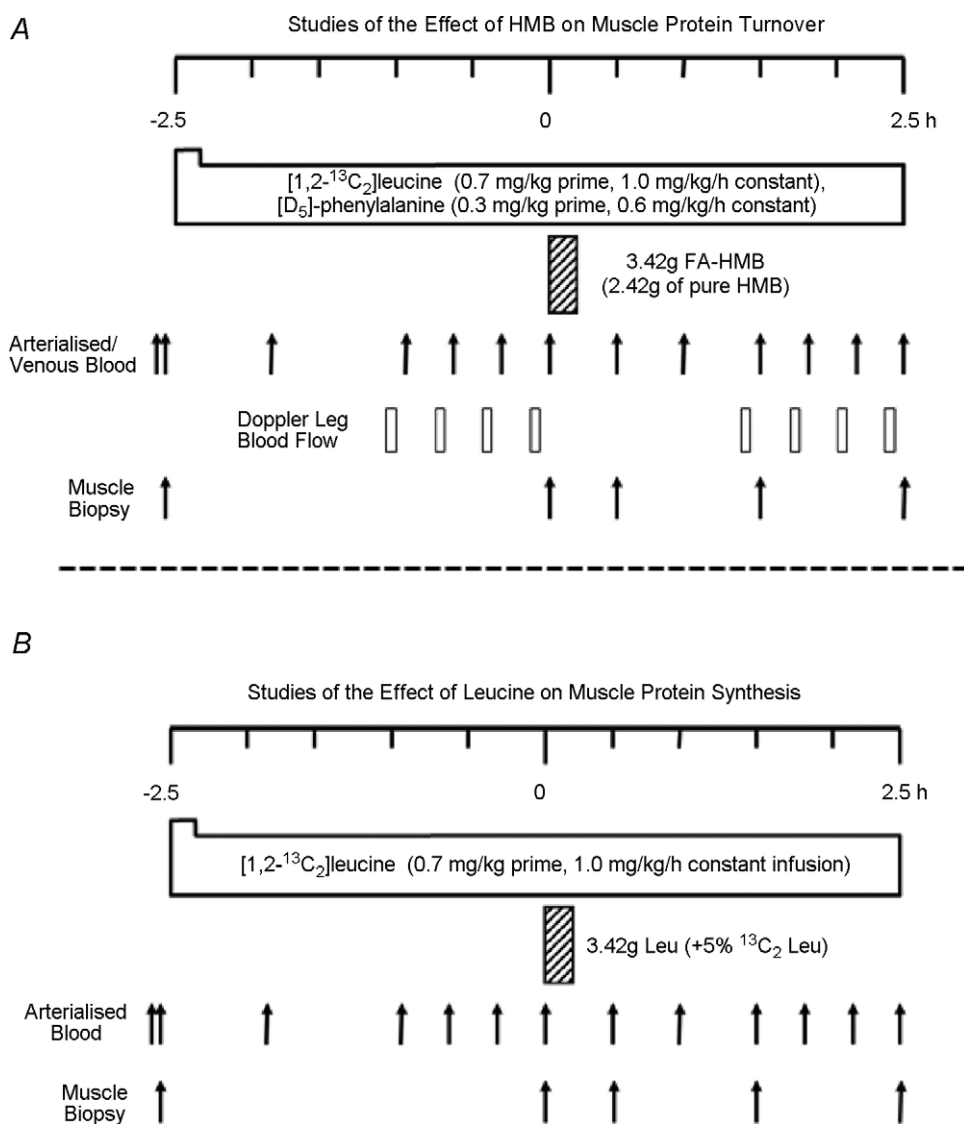 A
Studies of the Effect of HMB on Muscle Protein Turnover
-2.5 0 2.5 h
[1,2-¹³C₂]leucine (0.7 mg/kg prime, 1.0 mg/kg/h constant),
[D₅]-phenylalanine (0.3 mg/kg prime, 0.6 mg/kg/h constant)
3.42g FA-HMB
(2.42g of pure HMB)
Arterialised/
Venous Blood
Doppler Leg
Blood Flow
Muscle
Biopsy
B
Studies of the Effect of Leucine on Muscle Protein Synthesis
-2.5 0 2.5 h
[1,2-¹³C₂]leucine (0.7 mg/kg prime, 1.0 mg/kg/h constant infusion)
3.42g Leu (+5% ¹³C₂ Leu)
Arterialised
Blood
Muscle
Biopsy